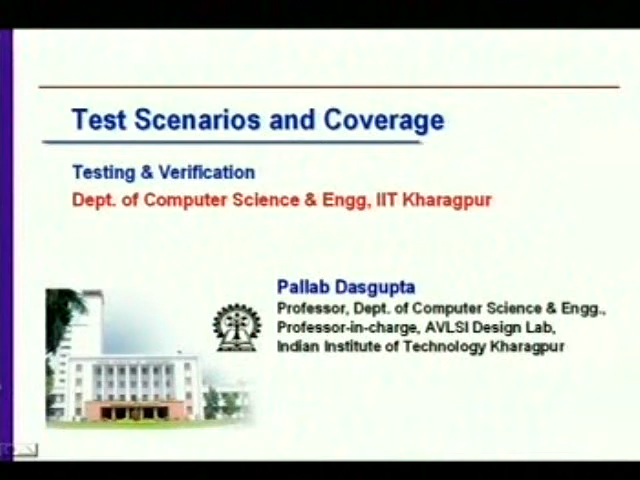 Test Scenarios and Coverage
Testing & Verification
Dept. of Computer Science & Engg, IIT Kharagpur
Pallab Dasgupta
Professor, Dept. of Computer Science & Engg.,
Professor-in-charge, AVLSI Design Lab,
Indian Institute of Technology Kharagpur